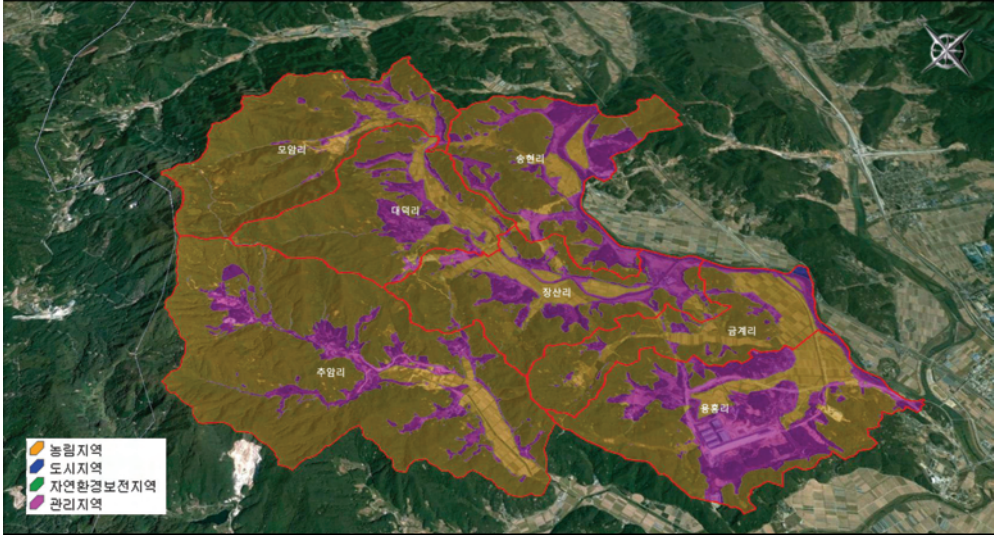 모암리
송현리
대덕리
장산리
금계리
추암리
용흥리
농림지역
도시지역
자연환경보전지역
관리지역